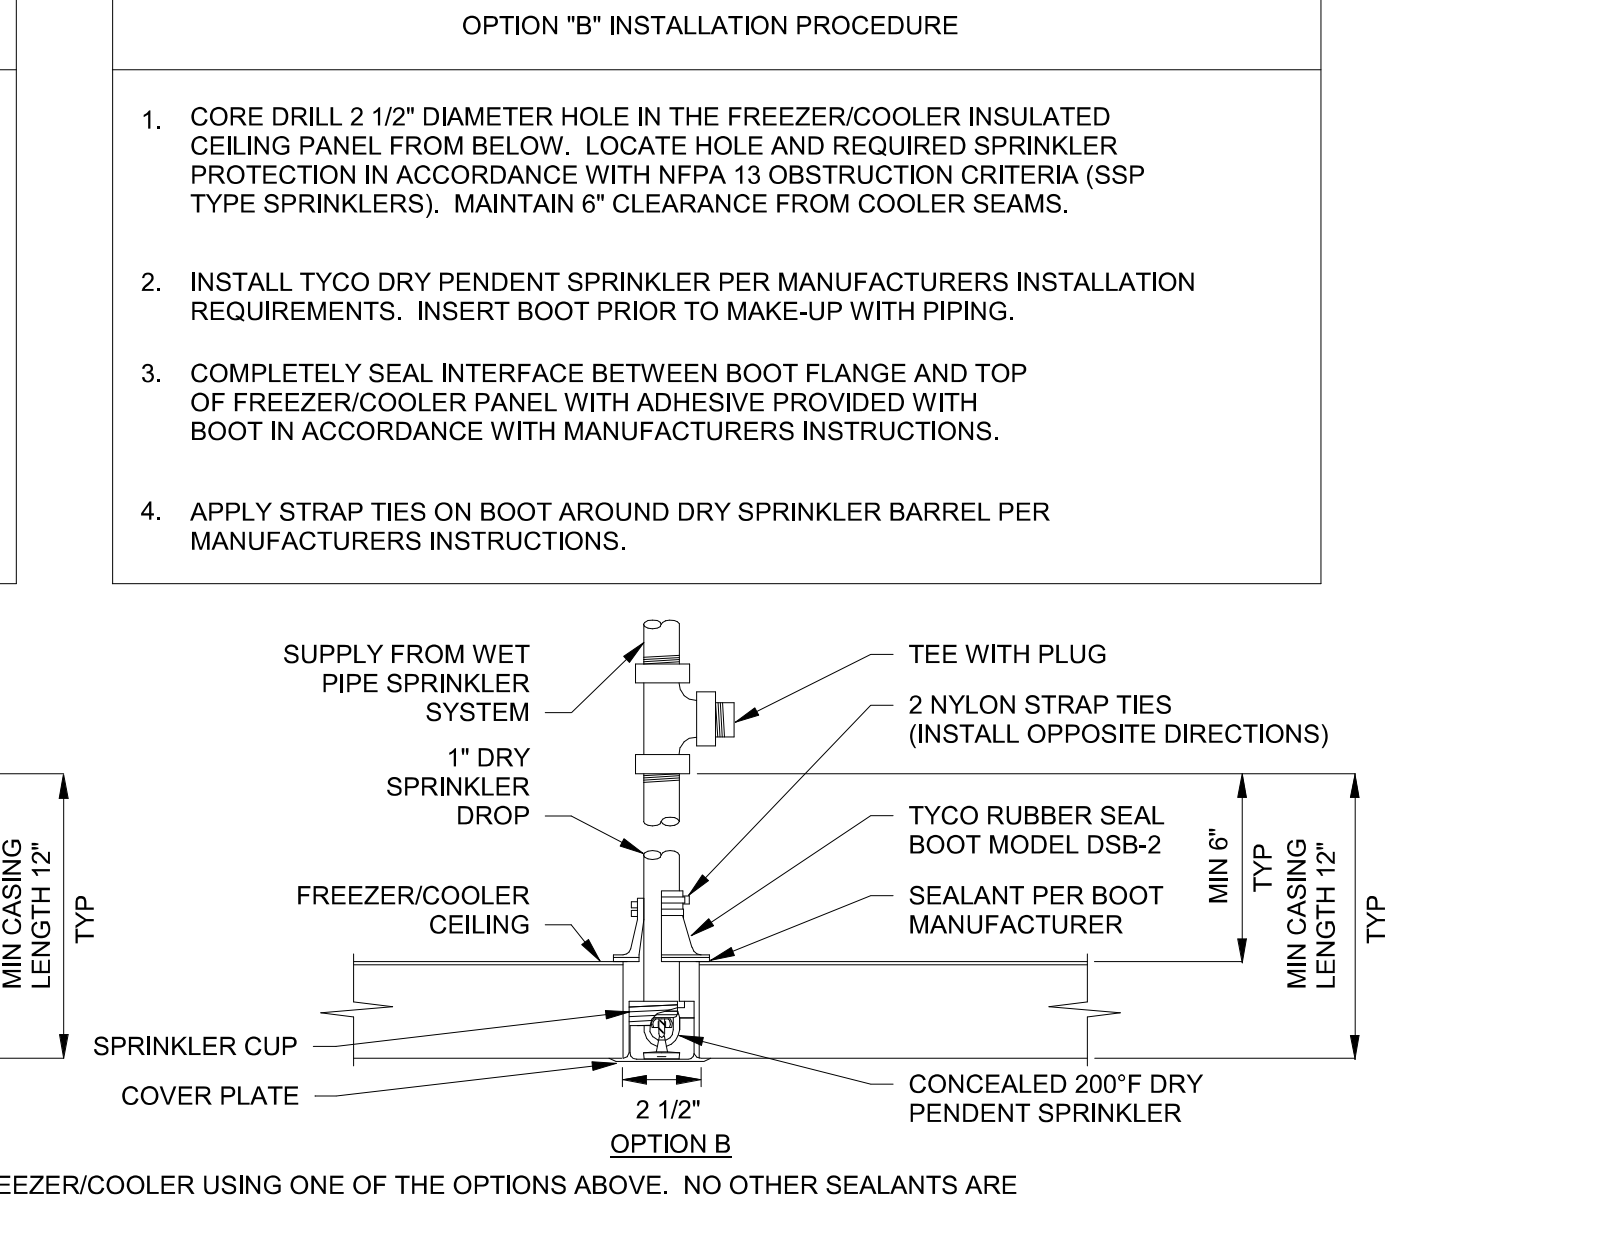 OPTION "B" INSTALLATION PROCEDURE
1. CORE DRILL 2 1/2" DIAMETER HOLE IN THE FREEZER/COOLER INSULATED
CEILING PANEL FROM BELOW. LOCATE HOLE AND REQUIRED SPRINKLER
PROTECTION IN ACCORDANCE WITH NFPA 13 OBSTRUCTION CRITERIA (SSP
TYPE SPRINKLERS). MAINTAIN 6" CLEARANCE FROM COOLER SEAMS.
2. INSTALL TYCO DRY PENDENT SPRINKLER PER MANUFACTURERS INSTALLATION
REQUIREMENTS. INSERT BOOT PRIOR TO MAKE-UP WITH PIPING.
3. COMPLETELY SEAL INTERFACE BETWEEN BOOT FLANGE AND TOP
OF FREEZER/COOLER PANEL WITH ADHESIVE PROVIDED WITH
BOOT IN ACCORDANCE WITH MANUFACTURERS INSTRUCTIONS.
4. APPLY STRAP TIES ON BOOT AROUND DRY SPRINKLER BARREL PER
MANUFACTURERS INSTRUCTIONS.
MIN CASING
LENGTH 12"
TYP
SUPPLY FROM WET
PIPE SPRINKLER
SYSTEM
1" DRY
SPRINKLER
DROP
FREEZER/COOLER
CEILING
SPRINKLER CUP
COVER PLATE
TEE WITH PLUG
2 NYLON STRAP TIES
(INSTALL OPPOSITE DIRECTIONS)
TYCO RUBBER SEAL
BOOT MODEL DSB-2
SEALANT PER BOOT
MANUFACTURER
CONCEALED 200°F DRY
PENDENT SPRINKLER
MIN 6"
TYP
MIN CASING
LENGTH 12"
TYP
2 1/2"
OPTION B
EEZER/COOLER USING ONE OF THE OPTIONS ABOVE. NO OTHER SEALANTS ARE